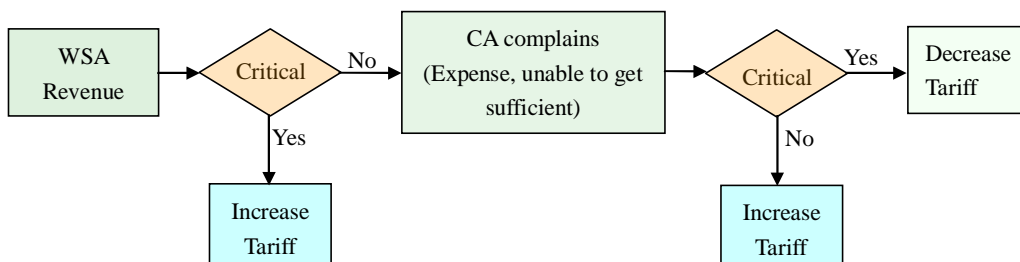 WSA
Revenue
Critical
No
Yes
Increase
Tariff
CA complains
(Expense, unable to get
sufficient)
Critical
Yes
No
Decrease
Tariff
Increase
Tariff